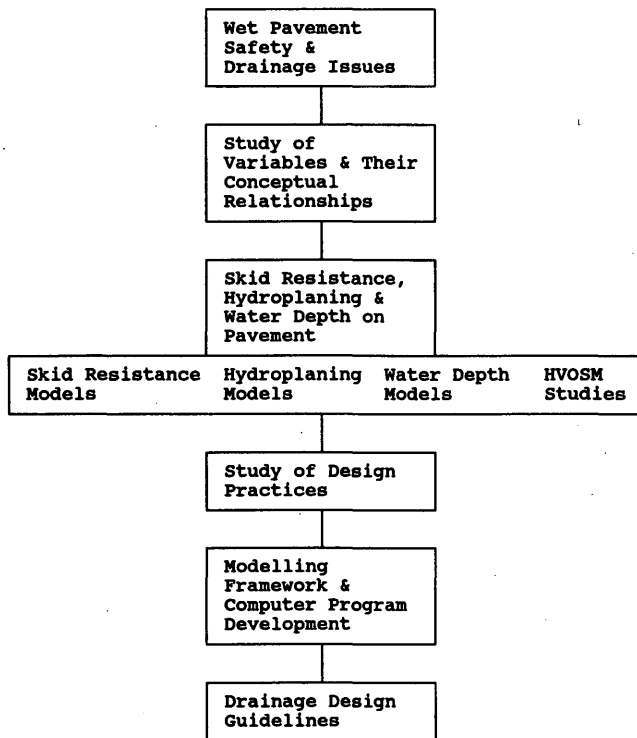 Wet Pavement
Safety &
Drainage Issues
Study of
Variables & Their
Conceptual
Relationships
Skid Resistance,
Hydroplaning &
Water Depth on
Pavement
Skid Resistance Models
Hydroplaning Models
Water Depth Models
HVOSM Studies
Study of Design
Practices
Modelling
Framework &
Computer Program
Development
Drainage Design
Guidelines